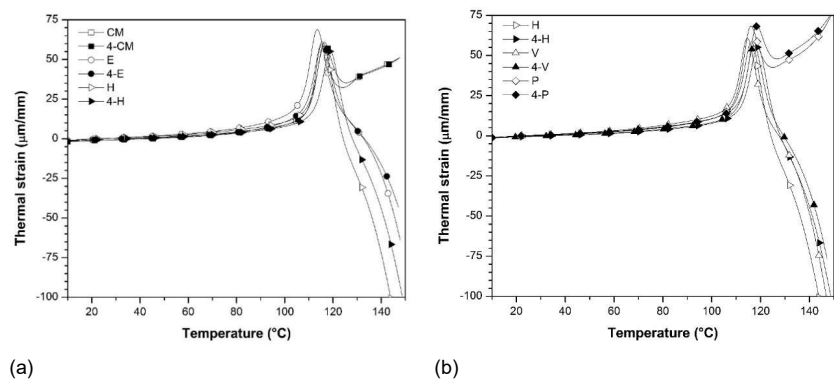 (a)
CM
4-CM
E
4-E
H
4-H
Thermal strain (μm/mm)
100
75
50
25
0
-25
-50
-75
-100
20 40 60 80 100 120 140
Temperature (°C)
(a)
(b)
H
4-H
V
4-V
P
4-P
Thermal strain (μm/mm)
75
50
25
0
-25
-50
-75
-100
20 40 60 80 100 120 140
Temperature (°C)
(b)